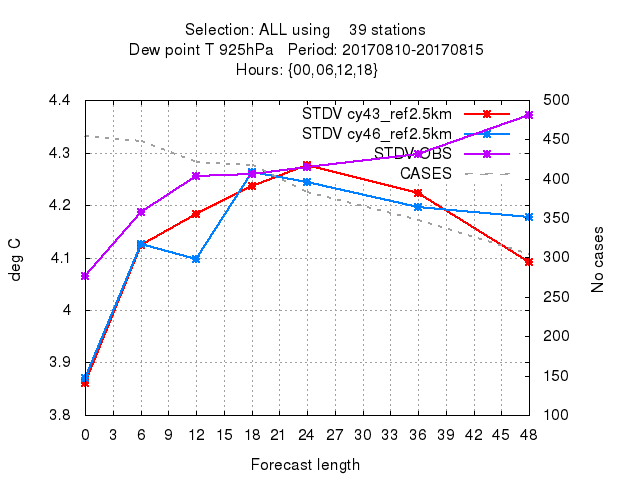 Selection: ALL using    39 stations
Dew point T 925hPa   Period: 20170810-20170815
Hours: {00,06,12,18}
STDV cy43_ref2.5km
STDV cy46_ref2.5km
STDV OBS
CASES
4.4
4.3
4.2
4.1
4
3.9
3.8
deg C
500
450
400
350
300
250
200
150
100
No cases
0 3 6 9 12 15 18 21 24 27 30 33 36 39 42 45 48
Forecast length